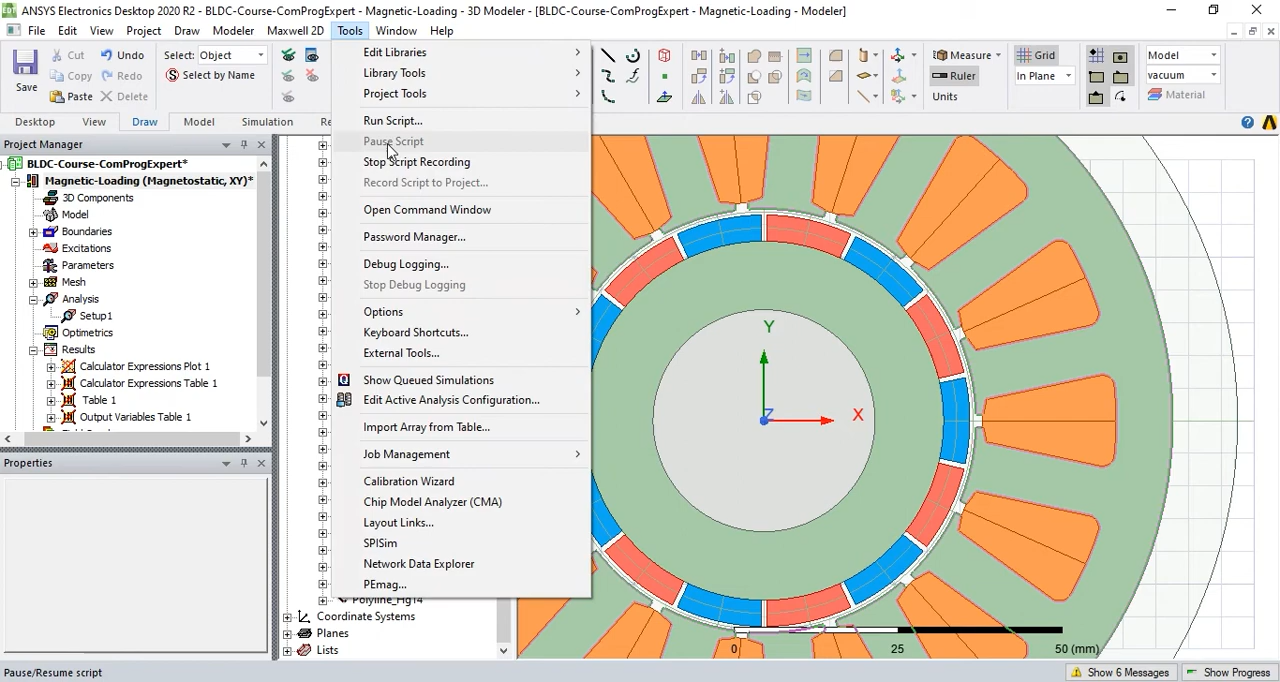 ANSYS Electronics Desktop 2020 R2 - BLDC-Course-ComProgExpert - Magnetic-Loading - 3D Modeler - [BLDC-Course-ComProgExpert - Magnetic-Loading - Modeler]
File Edit View Project Draw Modeler Maxwell 2D Tools Window Help
Save
Cut
Copy
Paste
Undo
Redo
Delete
Select: Object
Select by Name
Measure
Ruler
Units
Grid
In Plane
Model
vacuum
Material
Desktop View Draw Model Simulation Re
Project Manager
BLDC-Course-ComProgExpert*
Magnetic-Loading (Magnetostatic, XY)*
3D Components
Model
Boundaries
Excitations
Parameters
Mesh
Analysis
Setup1
Optimetrics
Results
Calculator Expressions Plot 1
Calculator Expressions Table 1
Table 1
Output Variables Table 1
Properties
Edit Libraries
Library Tools
Project Tools
Run Script...
Pause Script
Stop Script Recording
Record Script to Project...
Open Command Window
Password Manager...
Debug Logging...
Stop Debug Logging
Options
Keyboard Shortcuts...
External Tools...
Show Queued Simulations
Edit Active Analysis Configuration...
Import Array from Table...
Job Management
Calibration Wizard
Chip Model Analyzer (CMA)
Layout Links...
SPISim
Network Data Explorer
PEmag...
Polyline_Hg14
Coordinate Systems
Planes
Lists
Y
Z
X
0 25 50 (mm)
Pause/Resume script
Show 6 Messages
Show Progress